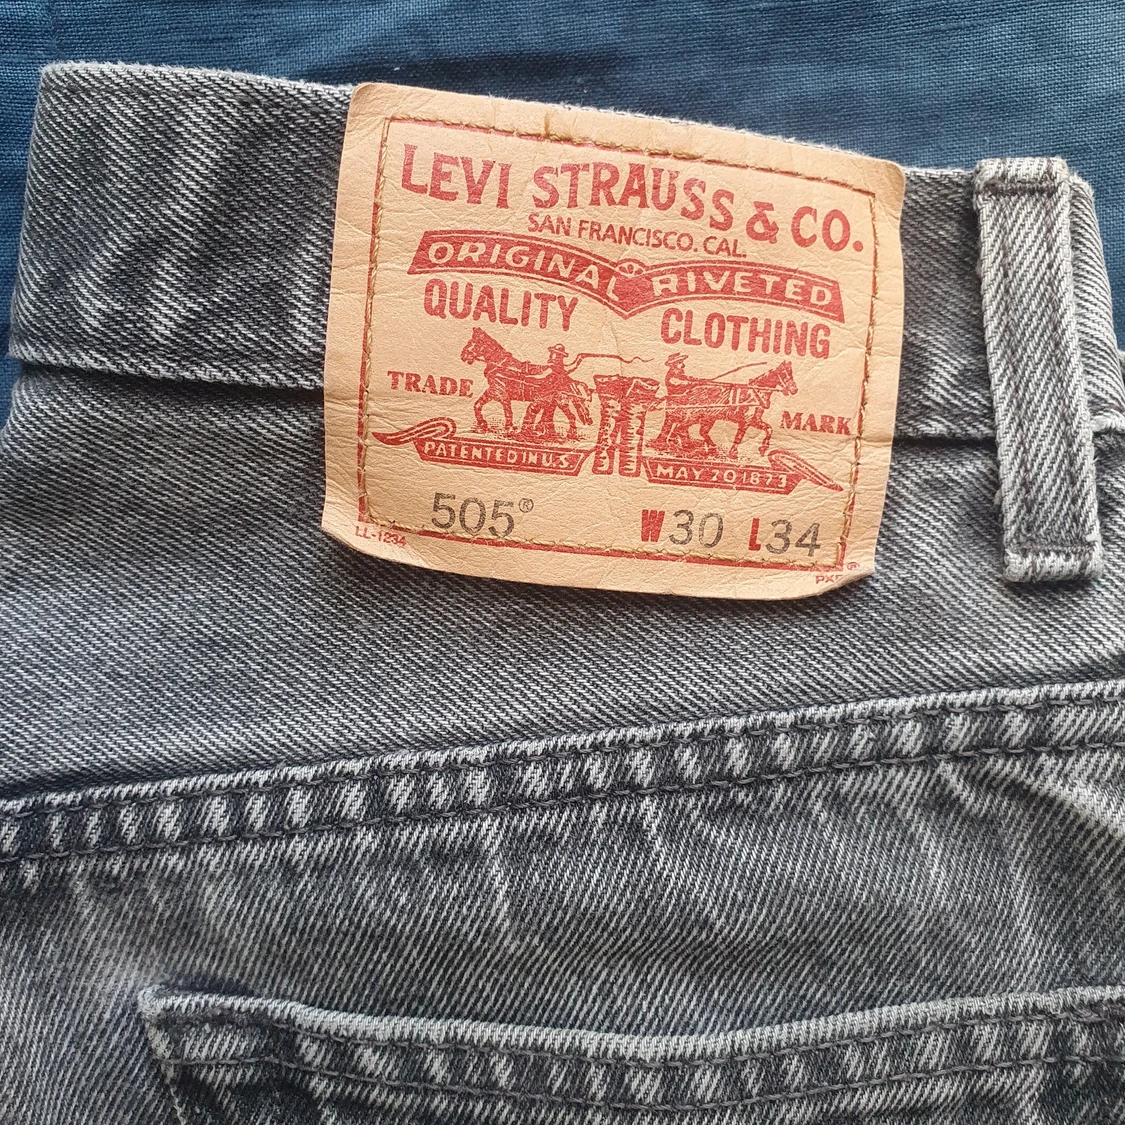 LEVI STRAUSS & CO.
SAN FRANCISCO. CAL.
ORIGINAL RIVETED
QUALITY CLOTHING
TRADE MARK
PATENTED IN U.S. MAY 20 1873
505® W30 L34
LL-1234